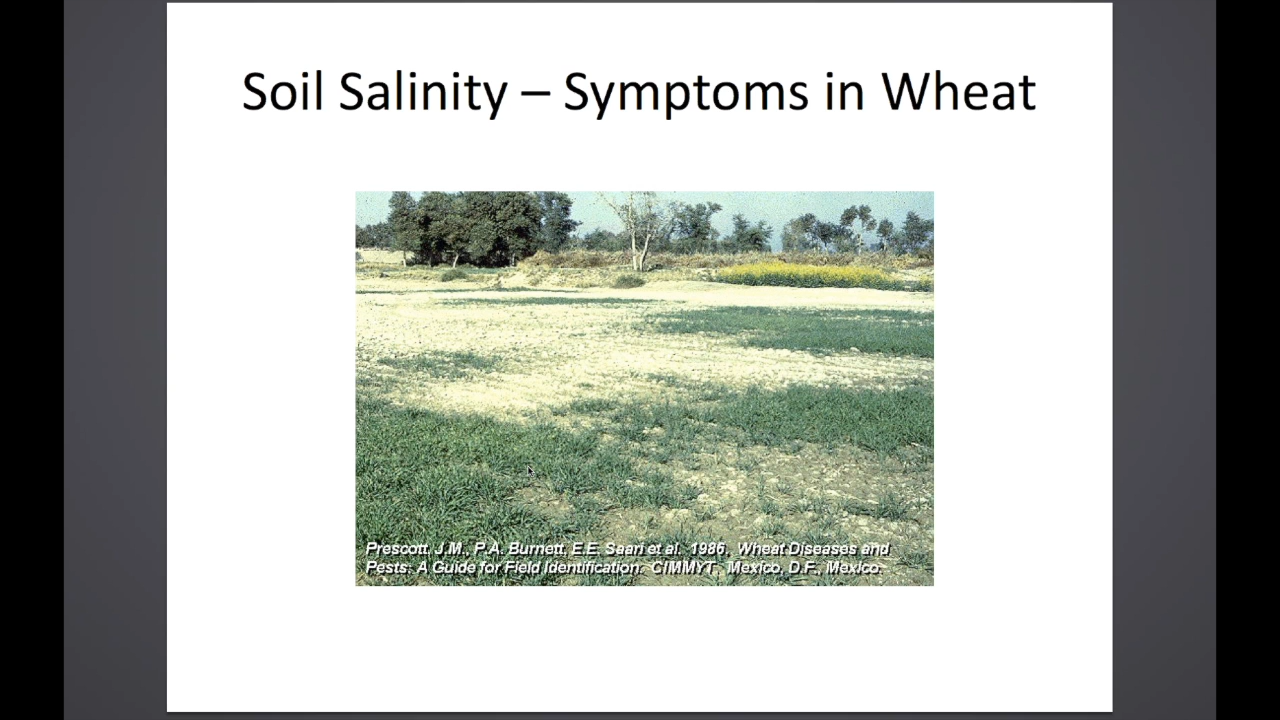 Soil Salinity – Symptoms in Wheat
Prescott, J.M., P.A. Burnett, E.E. Saari et al. 1986. Wheat Diseases and
Pests: A Guide for Field Identification. CIMMYT. Mexico, D.F., Mexico.